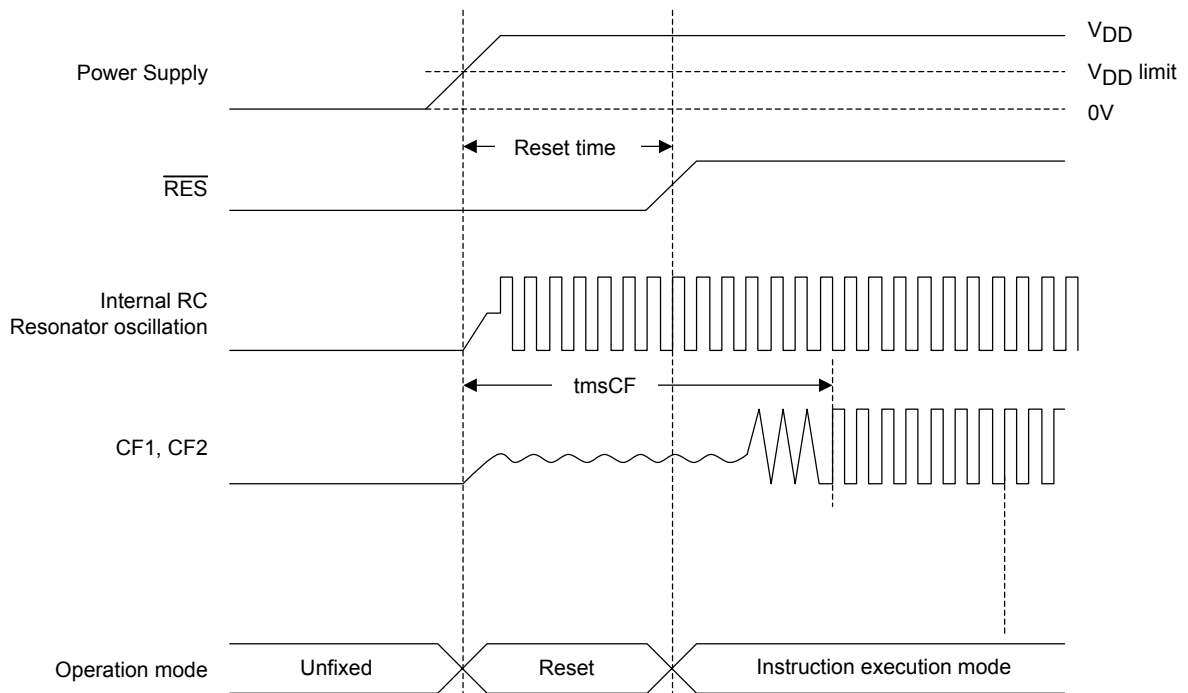 Power Supply
VDD
VDD limit
0V
Reset time
RES
Internal RC
Resonator oscillation
tmsCF
CF1, CF2
Operation mode
Unfixed
Reset
Instruction execution mode